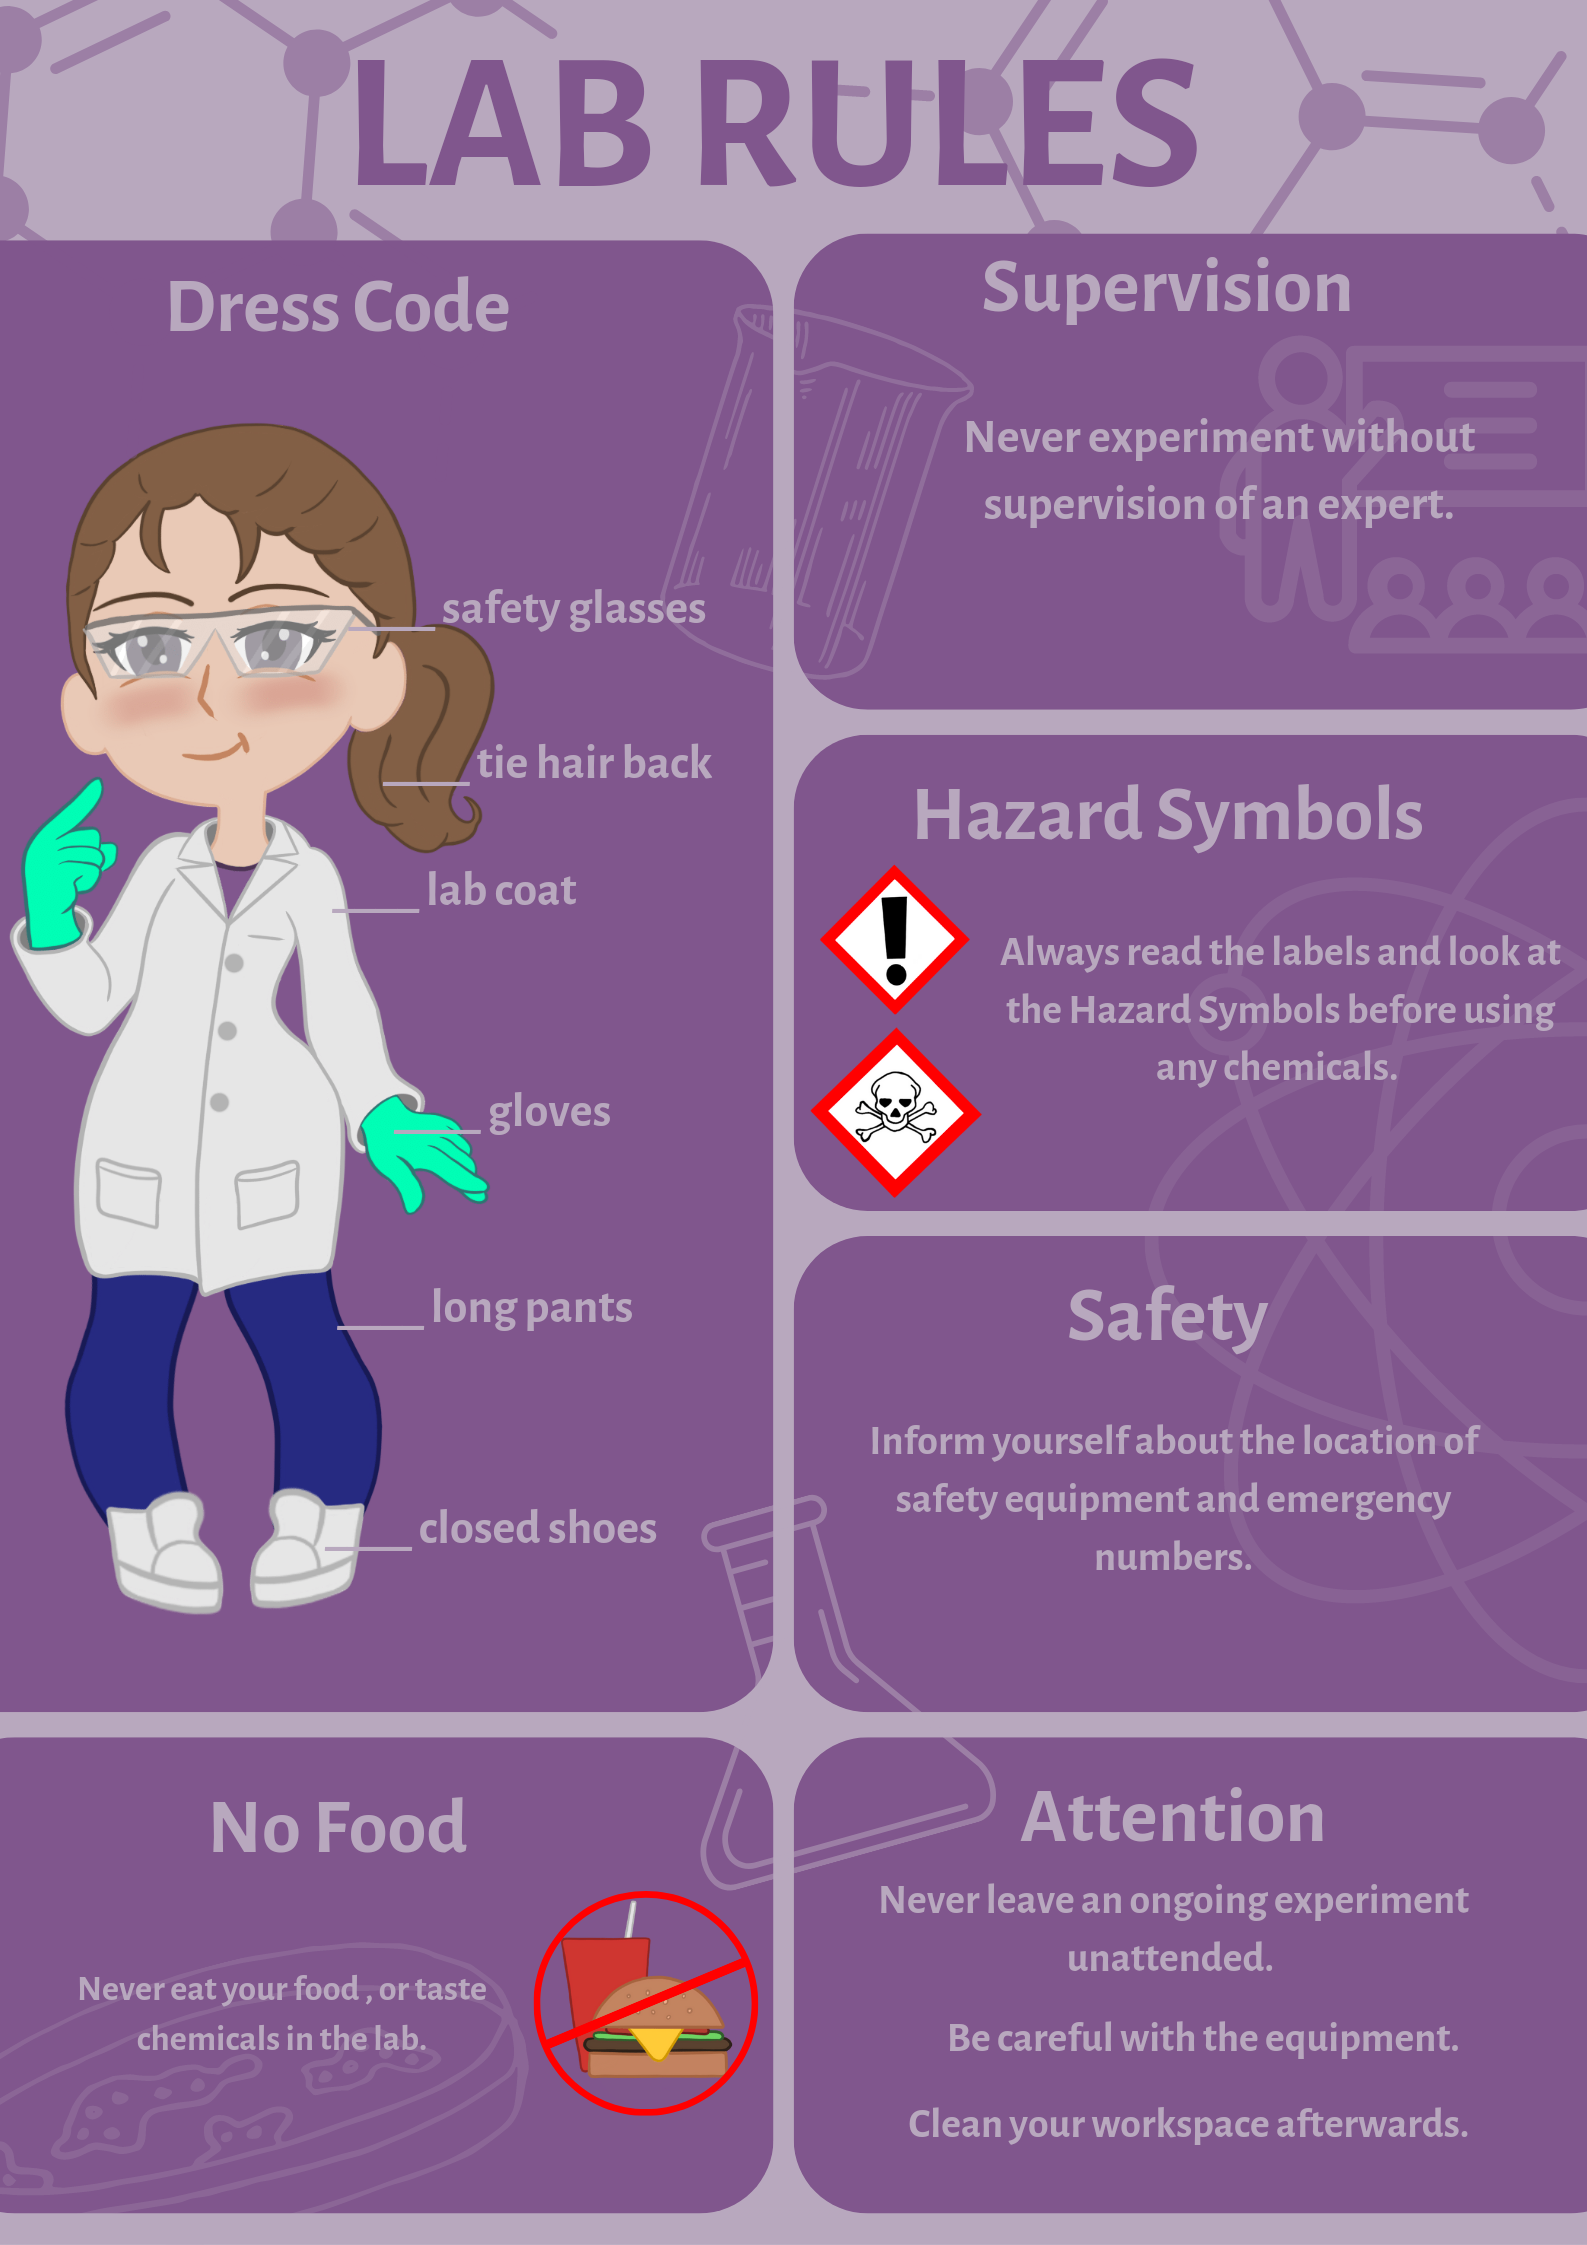 LAB RULES
Dress Code
safety glasses
tie hair back
lab coat
gloves
long pants
closed shoes
Supervision
Never experiment without
supervision of an expert.
Hazard Symbols
!
Always read the labels and look at
the Hazard Symbols before using
any chemicals.
Safety
Inform yourself about the location of
safety equipment and emergency
numbers.
No Food
Never eat your food , or taste
chemicals in the lab.
Attention
Never leave an ongoing experiment
unattended.
Be careful with the equipment.
Clean your workspace afterwards.